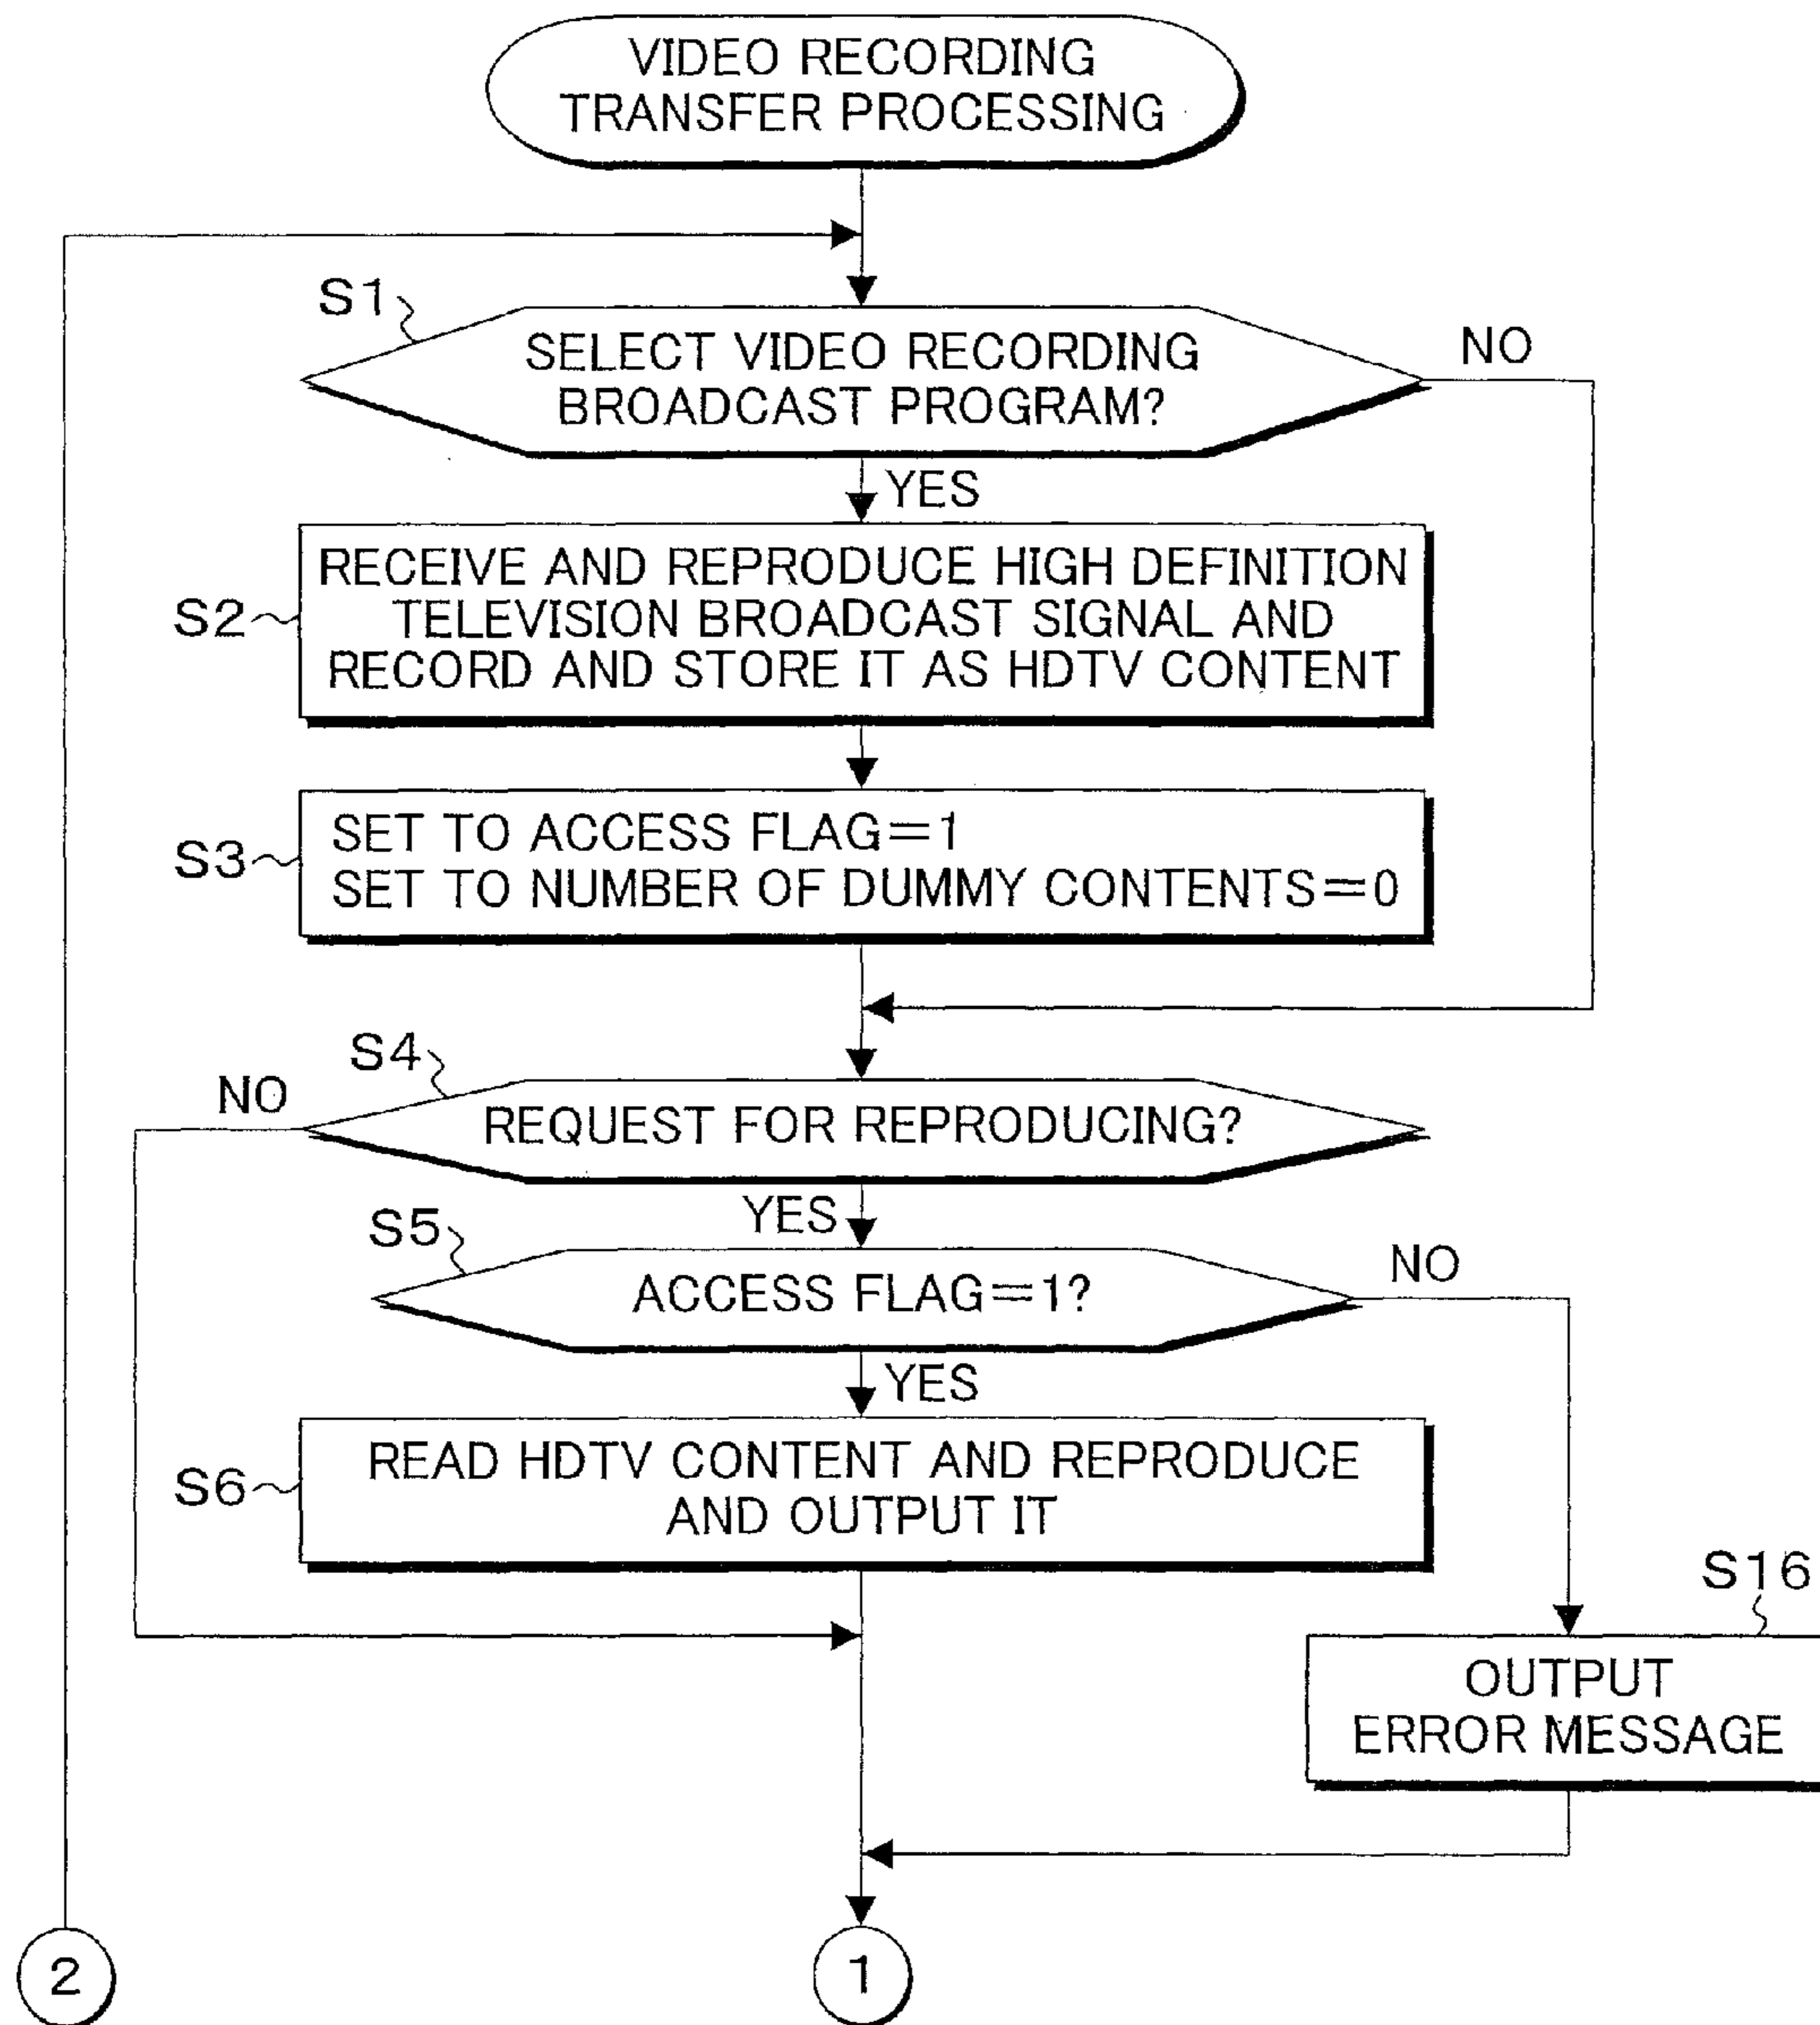 VIDEO RECORDING
TRANSFER PROCESSING
S1
SELECT VIDEO RECORDING
BROADCAST PROGRAM?
NO
YES
S2
RECEIVE AND REPRODUCE HIGH DEFINITION
TELEVISION BROADCAST SIGNAL AND
RECORD AND STORE IT AS HDTV CONTENT
S3
SET TO ACCESS FLAG=1
SET TO NUMBER OF DUMMY CONTENTS=0
S4
NO
REQUEST FOR REPRODUCING?
YES
S5
ACCESS FLAG=1?
NO
YES
S6
READ HDTV CONTENT AND REPRODUCE
AND OUTPUT IT
S16
OUTPUT
ERROR MESSAGE
2
1